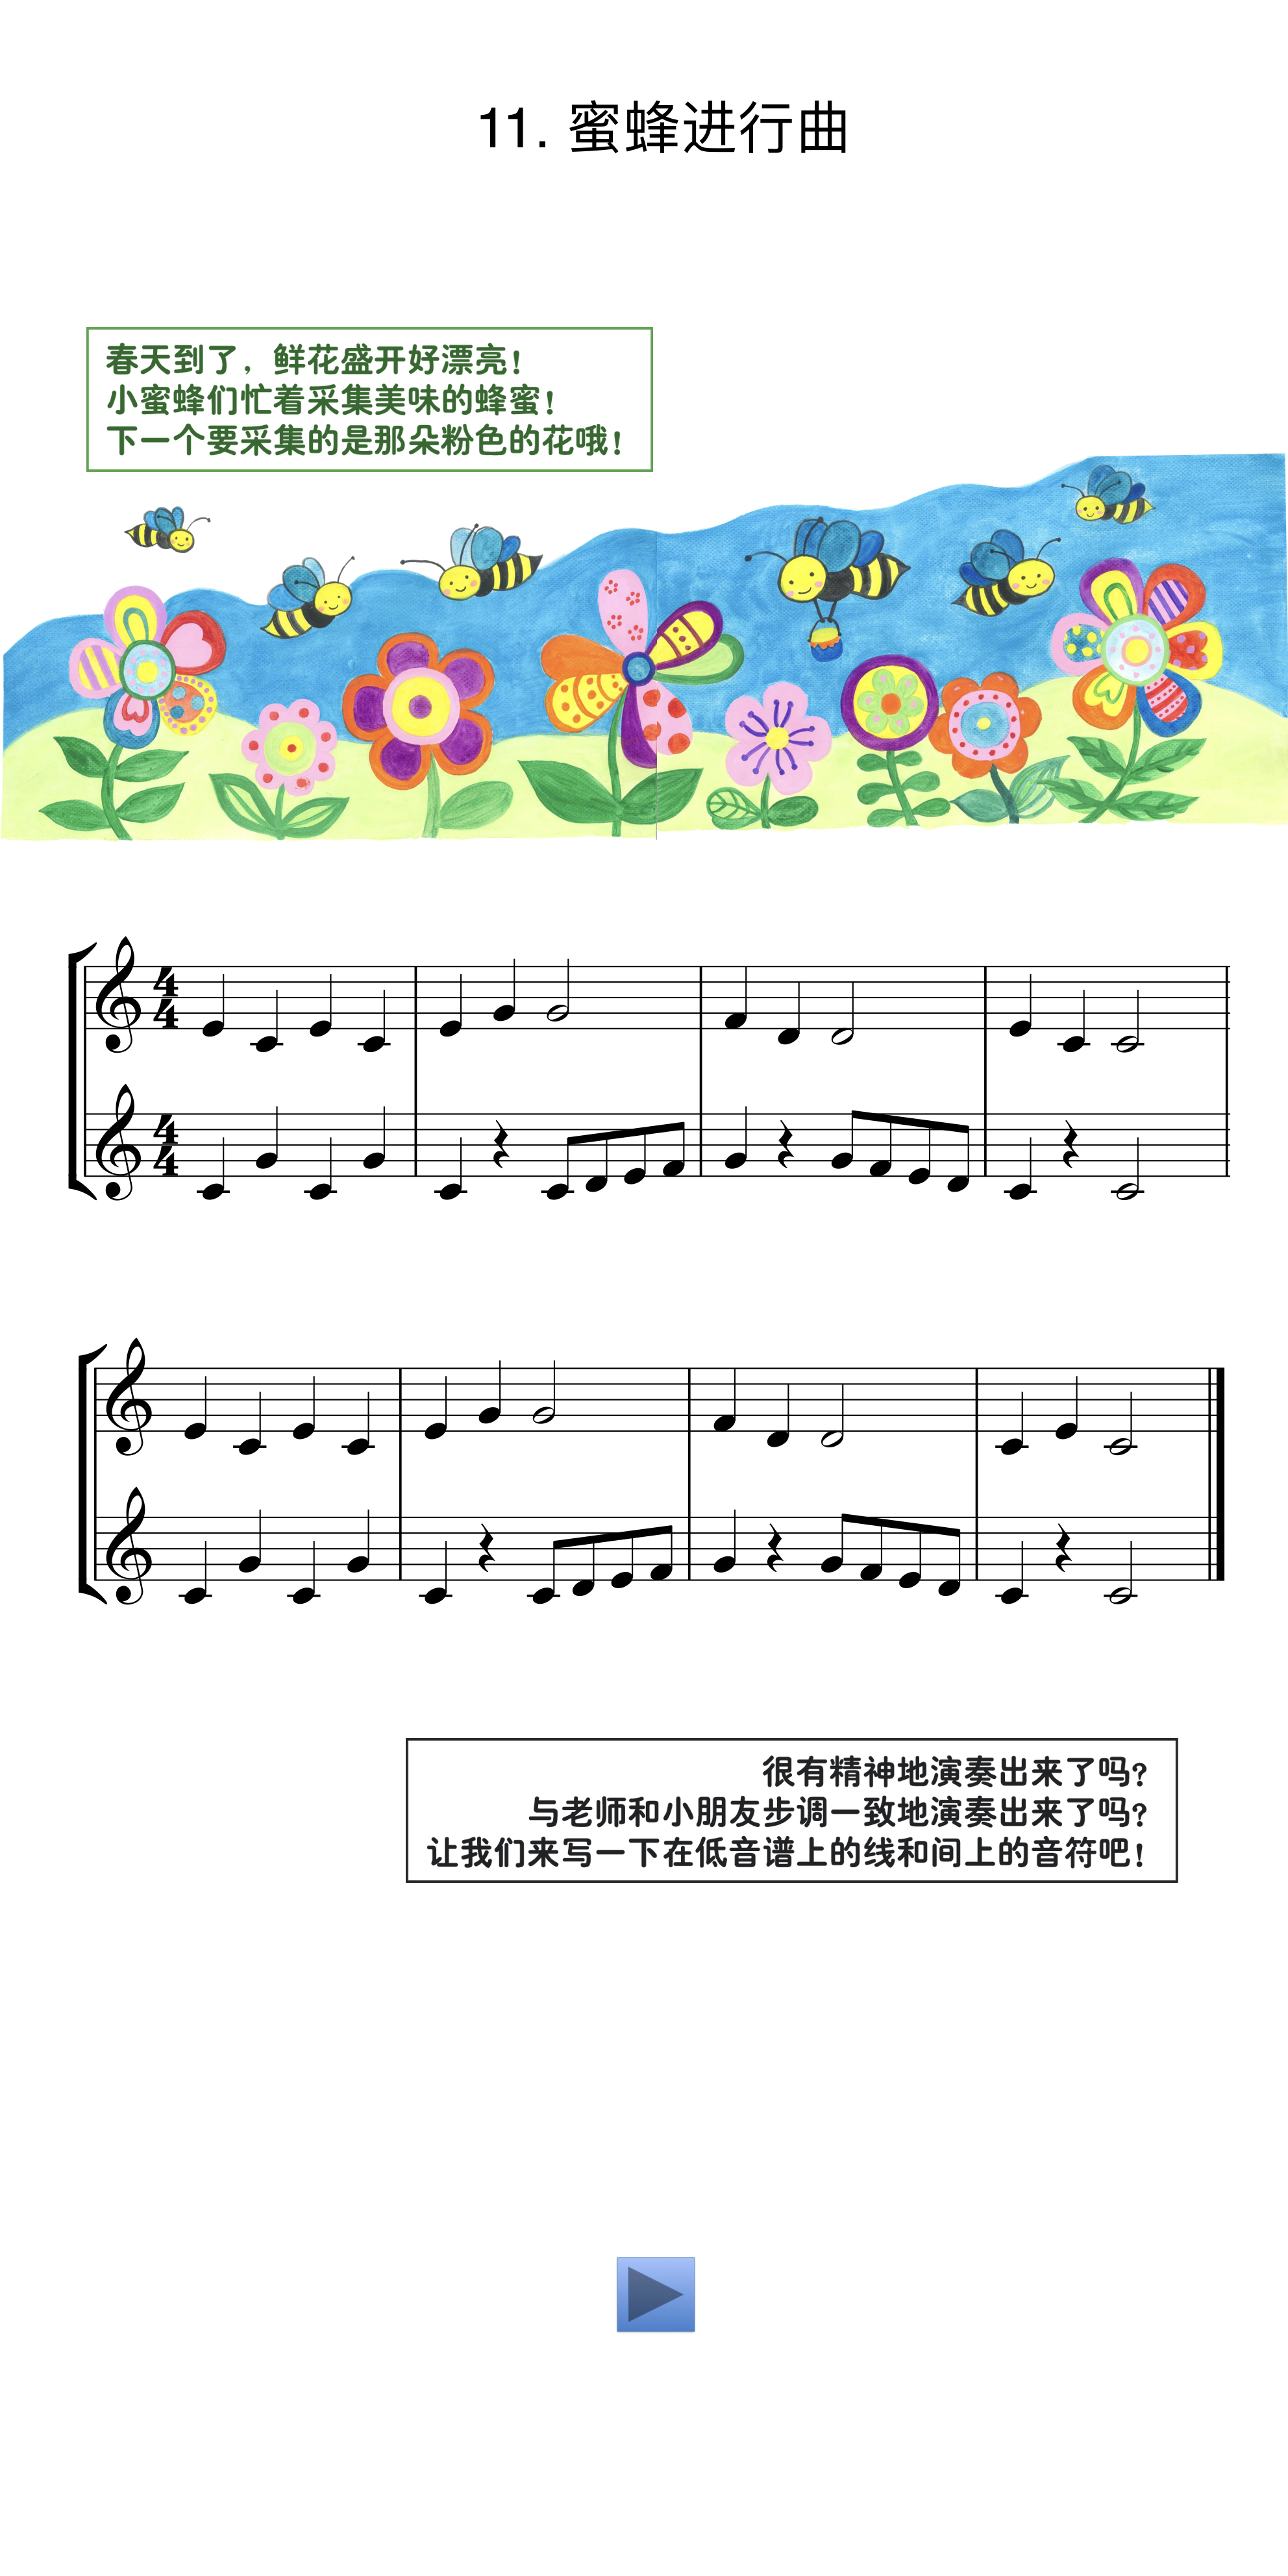 11. 蜜蜂进行曲
春天到了，鲜花盛开好漂亮！
小蜜蜂们忙着采集美味的蜂蜜！
下一个要采集的是那朵粉色的花哦！
4
4
4
4
很有精神地演奏出来了吗？
与老师和小朋友步调一致地演奏出来了吗？
让我们来写一下在低音谱上的线和间上的音符吧！